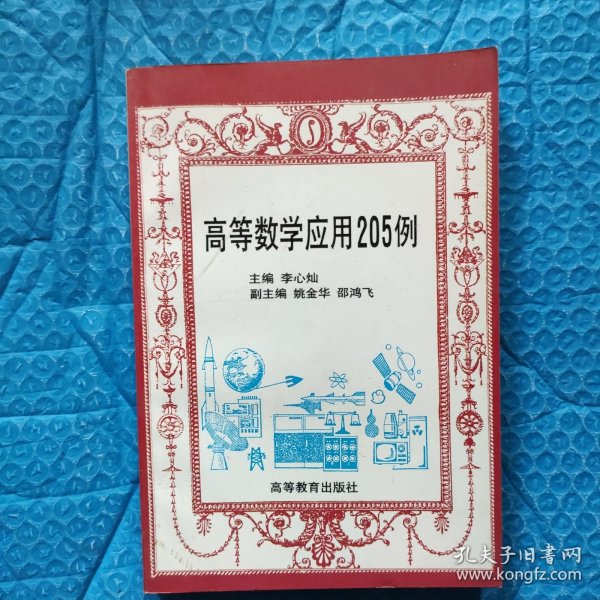 高等数学应用205例
主编 李心灿
副主编 姚金华 邵鸿飞
高等教育出版社
孔夫子旧书网
www.kongfz.com